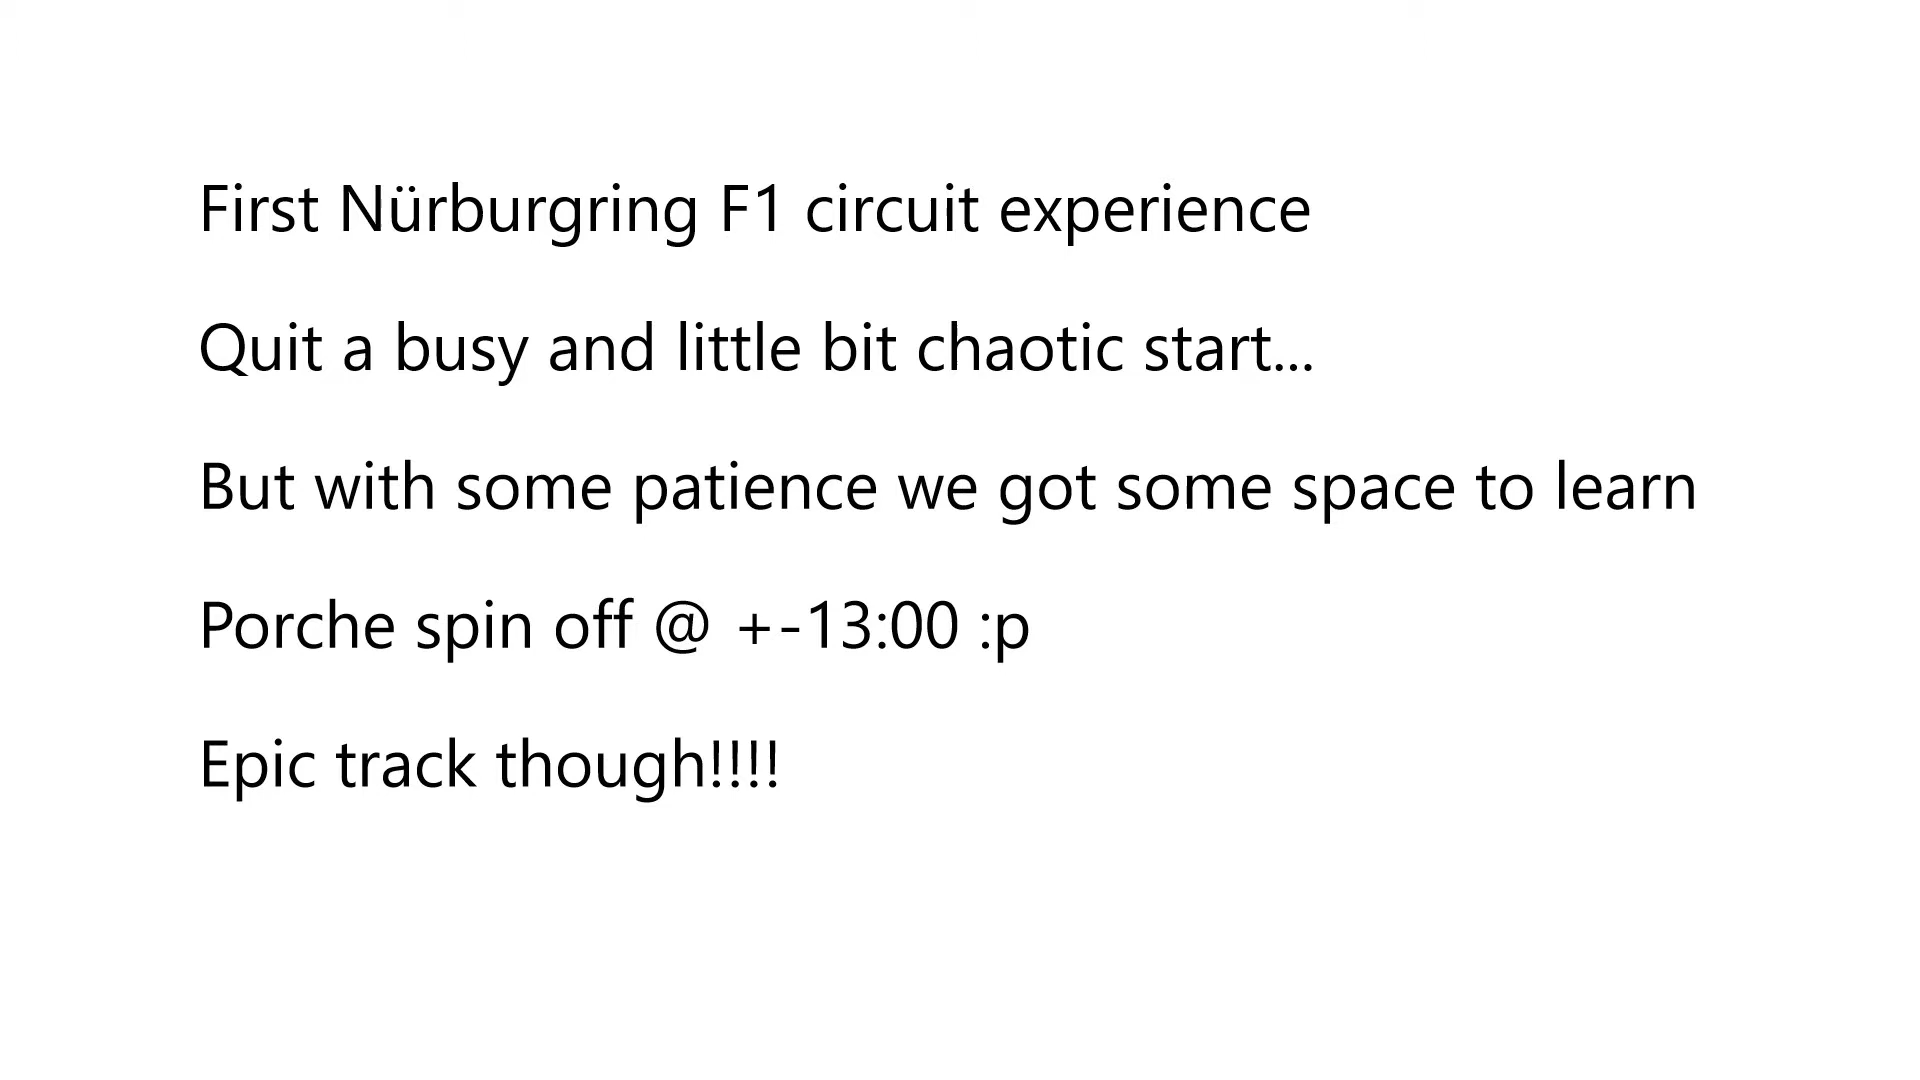 First Nürburgring F1 circuit experience
Quit a busy and little bit chaotic start...
But with some patience we got some space to learn
Porche spin off @ +-13:00 :p
Epic track though!!!!